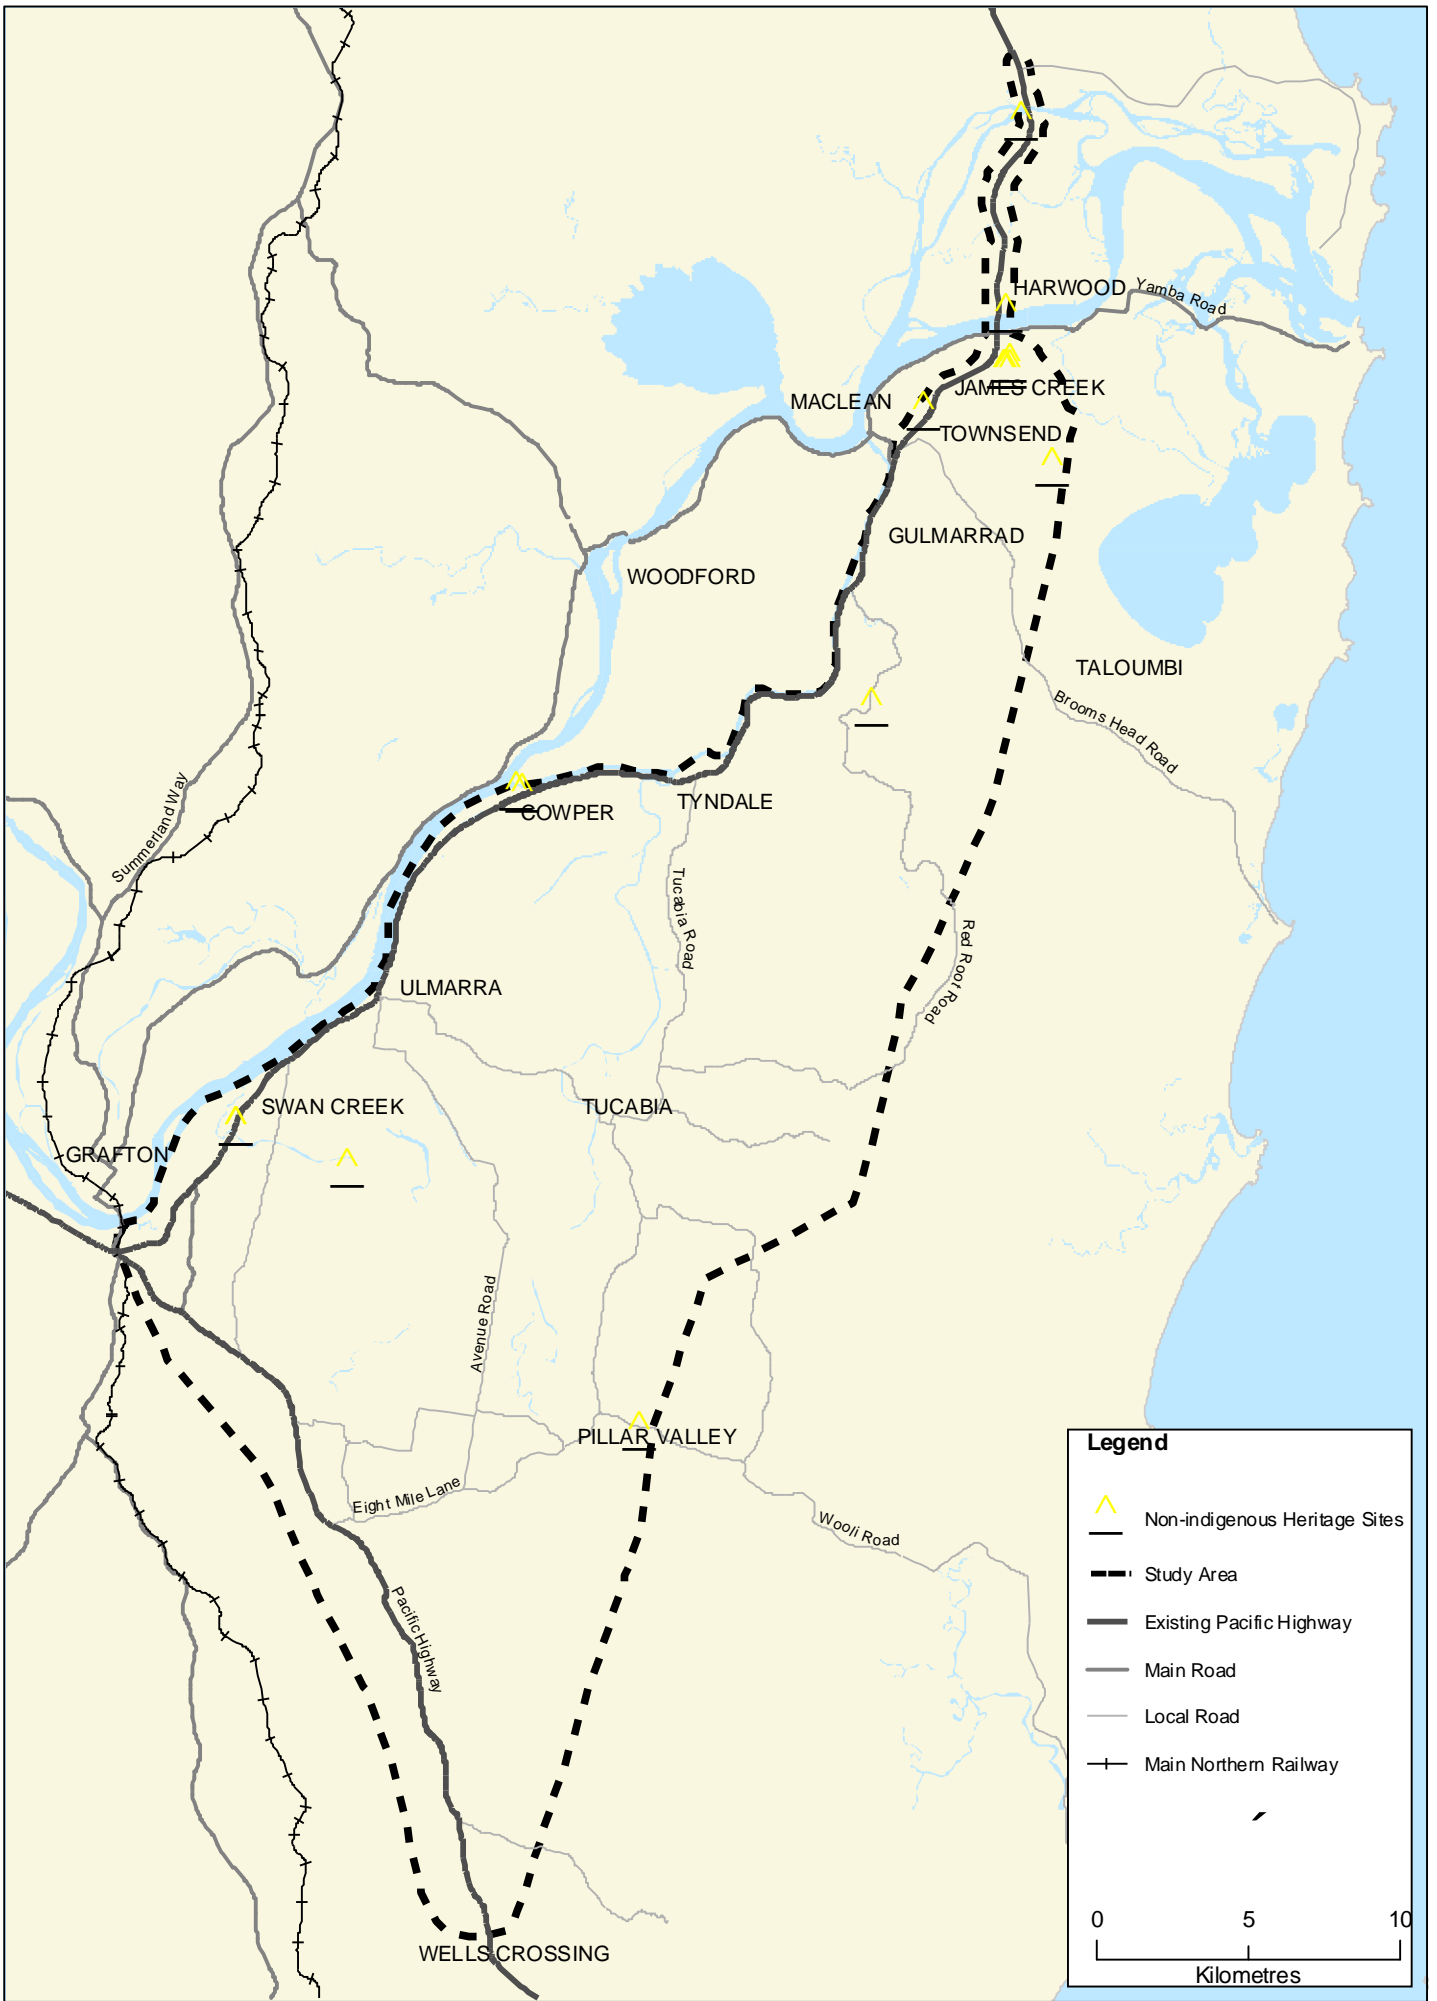 HARWOOD
Yamba Road
MACLEAN
JAMES CREEK
TOWNSEND
GULMARRAD
WOODFORD
TALOUMBI
Brooms Head Road
Summerland Way
COWPER
TYNDALE
Tucabia Road
Red Root Road
ULMARRA
SWAN CREEK
TUCABIA
GRAFTON
Avenue Road
PILLAR VALLEY
Eight Mile Lane
Wooli Road
Pacific Highway
WELLS CROSSING
Legend
Non-indigenous Heritage Sites
Study Area
Existing Pacific Highway
Main Road
Local Road
Main Northern Railway
0 5 10
Kilometres